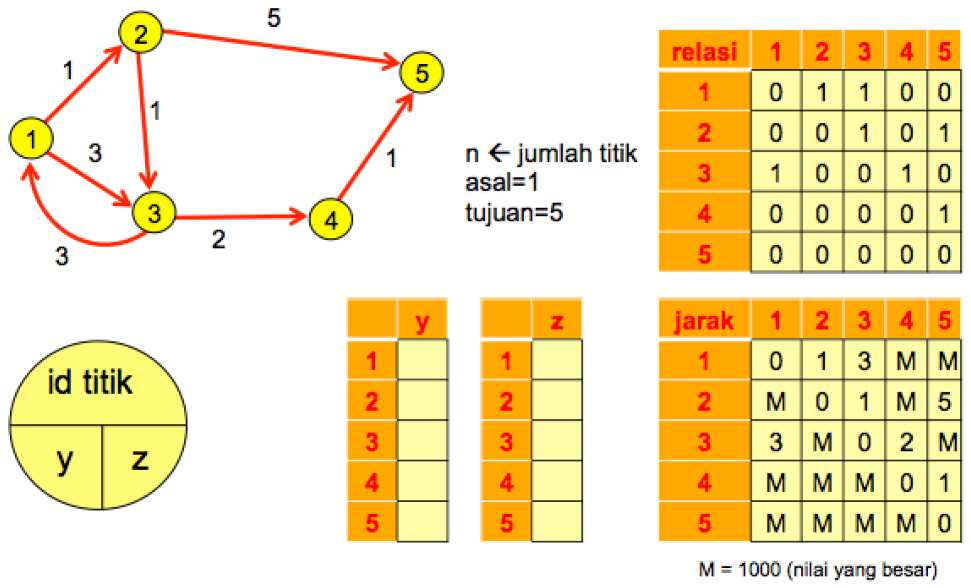 2
5
5
1
1
1
3
1
3
4
2
3
n ← jumlah titik
asal=1
tujuan=5
relasi 1 2 3 4 5
1 0 1 1 0 0
2 0 0 1 0 1
3 1 0 0 1 0
4 0 0 0 0 1
5 0 0 0 0 0
id titik
y z
y
1
2
3
4
5
z
1
2
3
4
5
jarak 1 2 3 4 5
1 0 1 3 M M
2 M 0 1 M 5
3 3 M 0 2 M
4 M M M 0 1
5 M M M M 0
M = 1000 (nilai yang besar)